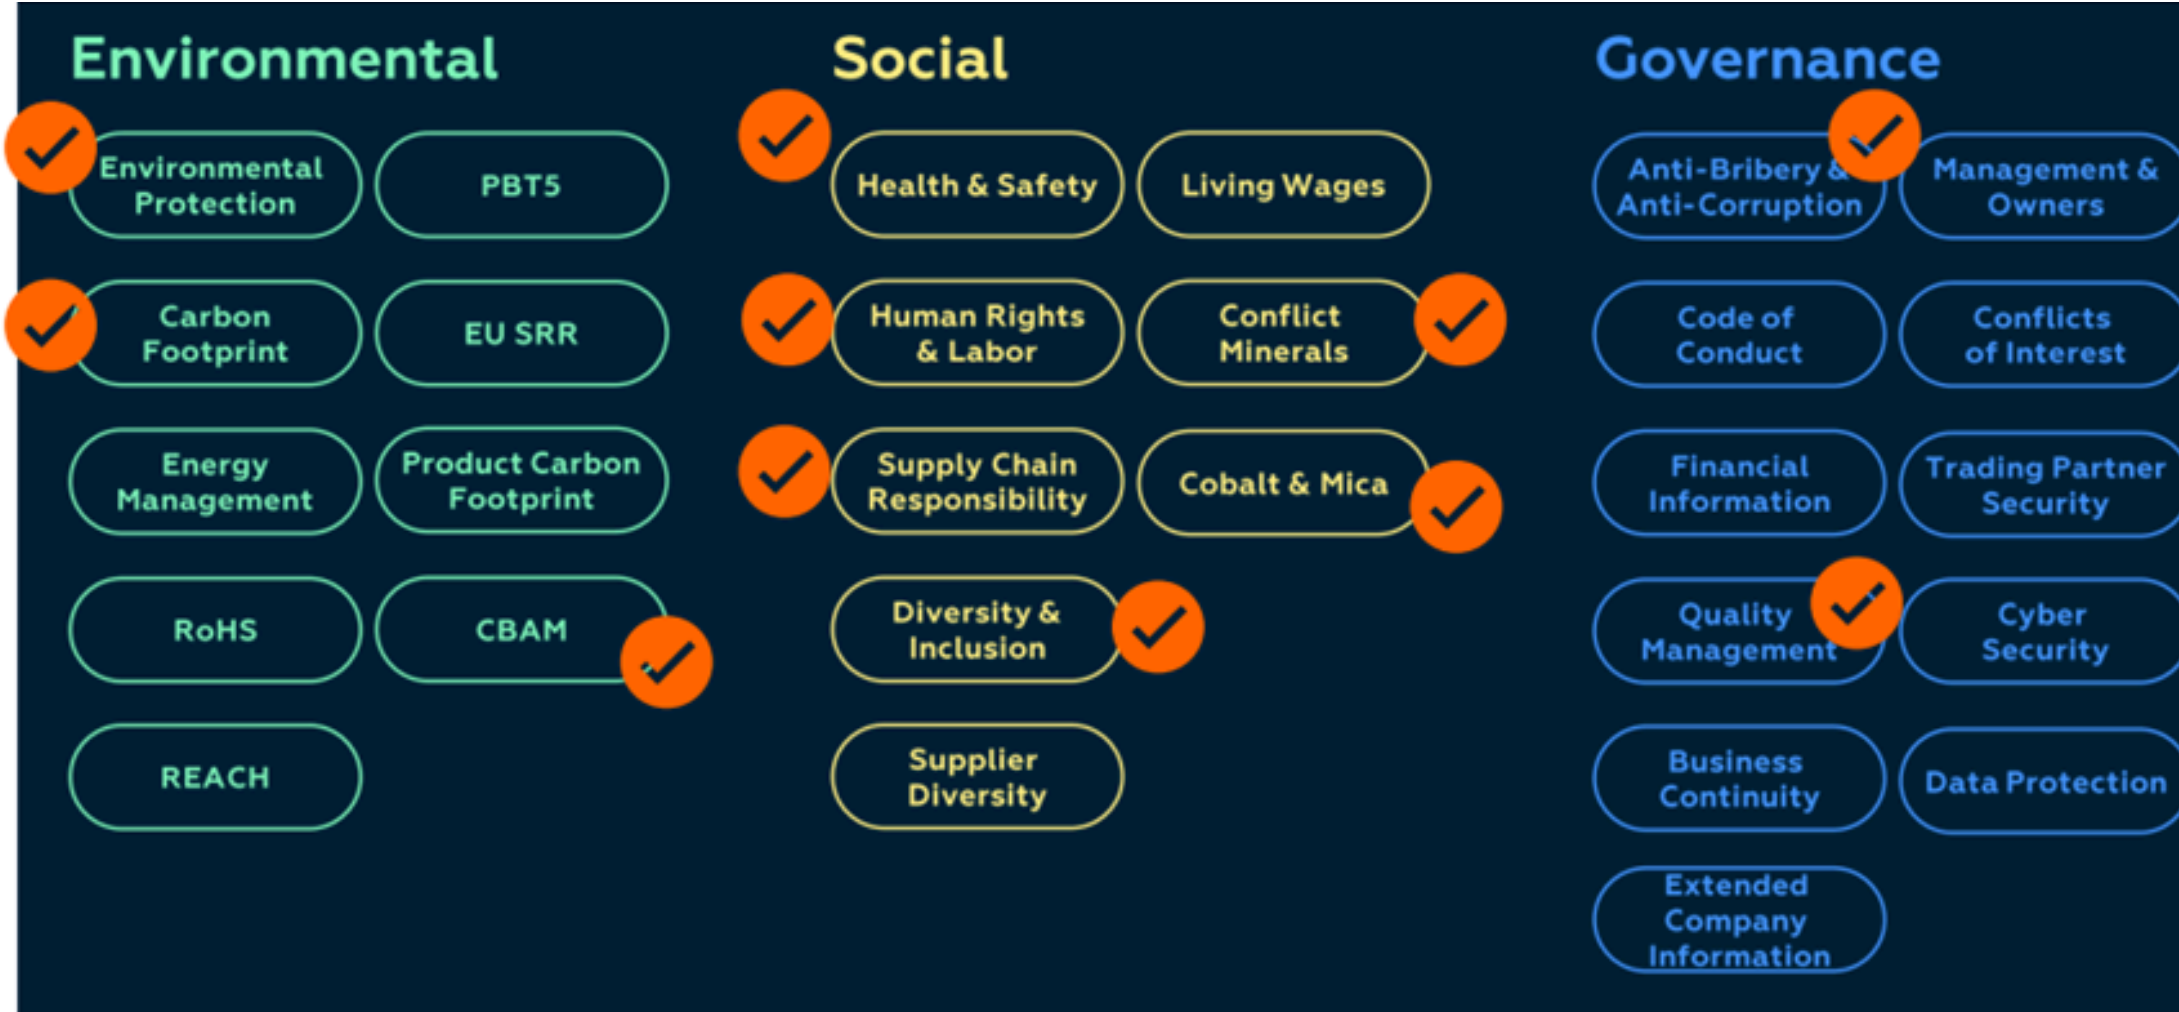 Environmental
Environmental
Protection
PBT5
Carbon
Footprint
EU SRR
Energy
Management
Product Carbon
Footprint
RoHS
CBAM
REACH
Social
Health & Safety
Living Wages
Human Rights
& Labor
Conflict
Minerals
Supply Chain
Responsibility
Cobalt & Mica
Diversity &
Inclusion
Supplier
Diversity
Governance
Anti-Bribery &
Anti-Corruption
Management &
Owners
Code of
Conduct
Conflicts
of Interest
Financial
Information
Trading Partner
Security
Quality
Management
Cyber
Security
Business
Continuity
Data Protection
Extended
Company
Information